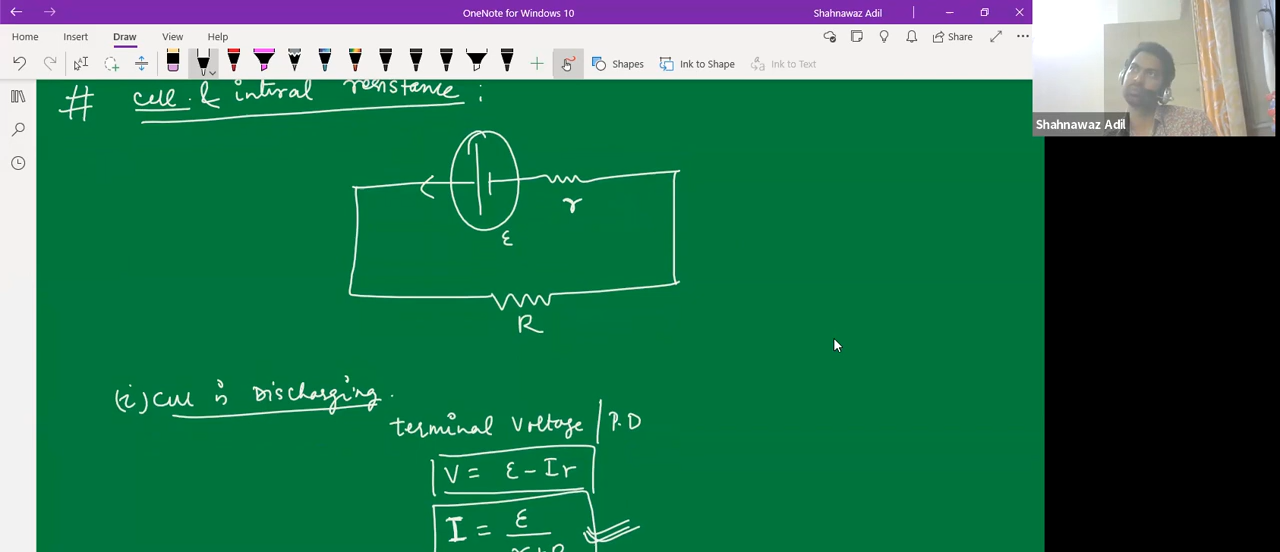 OneNote for Windows 10
Shahnawaz Adil
Home Insert Draw View Help
Share
Shapes Ink to Shape Ink to Text
Shahnawaz Adil
# cell & intiral resistance :
r
ε
R
(i) Cell is Discharging.
terminal Voltage | P.D
V = ε - Ir
I = ε
r+R